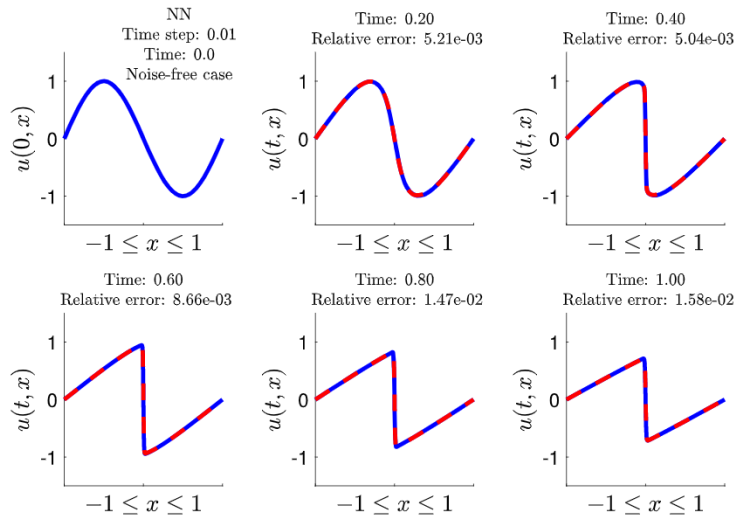 NN
Time step: 0.01
Time: 0.0
Noise-free case
1
0
-1
u(0, x)
−1 ≤ x ≤ 1
Time: 0.20
Relative error: 5.21e-03
1
0
-1
u(t, x)
−1 ≤ x ≤ 1
Time: 0.40
Relative error: 5.04e-03
1
0
-1
u(t, x)
−1 ≤ x ≤ 1
Time: 0.60
Relative error: 8.66e-03
1
0
-1
u(t, x)
−1 ≤ x ≤ 1
Time: 0.80
Relative error: 1.47e-02
1
0
-1
u(t, x)
−1 ≤ x ≤ 1
Time: 1.00
Relative error: 1.58e-02
1
0
-1
u(t, x)
−1 ≤ x ≤ 1